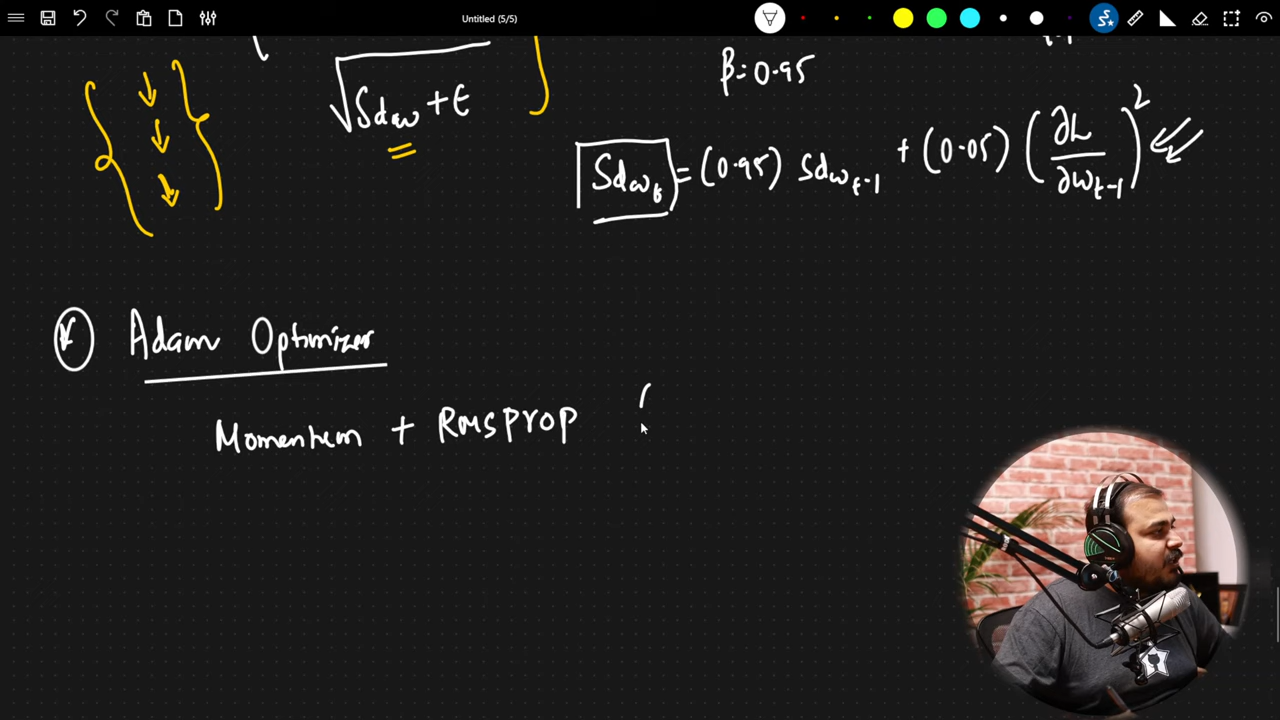 Untitled (5/5)
β = 0.95
√Sdw + ϵ
Sdwt = (0.95) Sdwt-1 + (0.05) (∂L / ∂wt-1)²
Adam Optimizer
Momentum + RMSPROP (